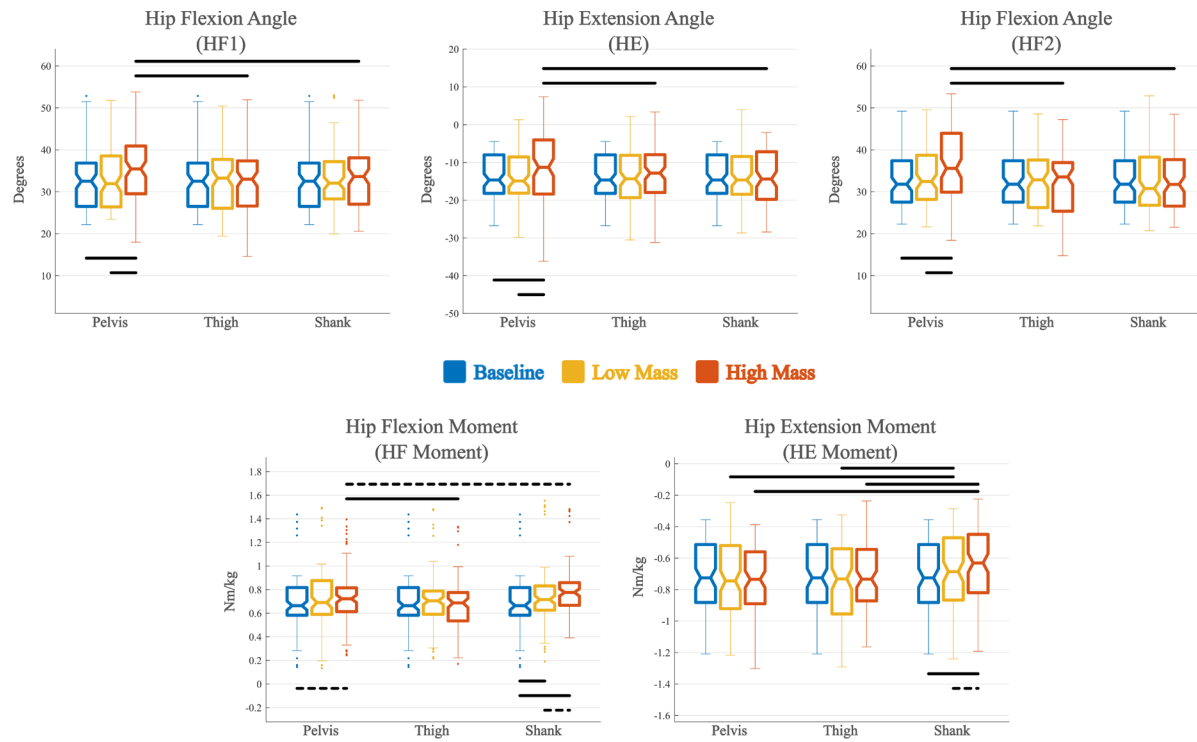 Hip Flexion Angle
(HF1)
Hip Extension Angle
(HE)
Hip Flexion Angle
(HF2)
Degrees
60
50
40
30
20
10
Pelvis
Thigh
Shank
Degrees
20
10
0
-10
-20
-30
-40
-50
Pelvis
Thigh
Shank
Degrees
60
50
40
30
20
10
Pelvis
Thigh
Shank
Baseline
Low Mass
High Mass
Hip Flexion Moment
(HF Moment)
Nm/kg
1.8
1.6
1.4
1.2
1
0.8
0.6
0.4
0.2
0
-0.2
Pelvis
Thigh
Shank
Hip Extension Moment
(HE Moment)
Nm/kg
0
-0.2
-0.4
-0.6
-0.8
-1
-1.2
-1.4
-1.6
Pelvis
Thigh
Shank